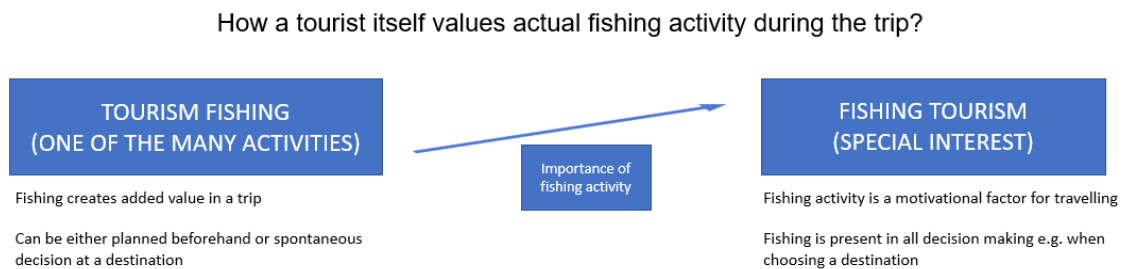 How a tourist itself values actual fishing activity during the trip?
TOURISM FISHING
(ONE OF THE MANY ACTIVITIES)
Importance of
fishing activity
FISHING TOURISM
(SPECIAL INTEREST)
Fishing creates added value in a trip
Can be either planned beforehand or spontaneous
decision at a destination
Fishing activity is a motivational factor for travelling
Fishing is present in all decision making e.g. when
choosing a destination